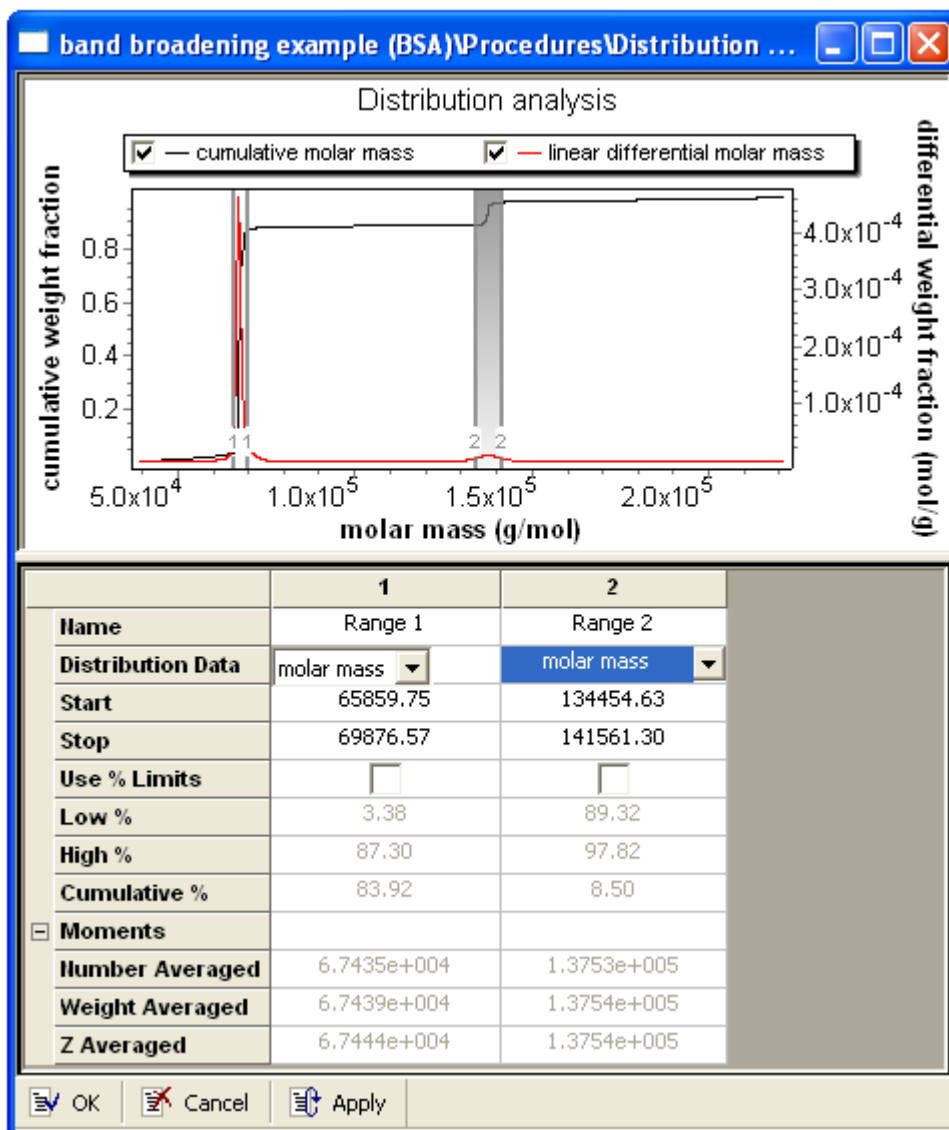 band broadening example (BSA)\Procedures\Distribution ...
Distribution analysis
cumulative molar mass linear differential molar mass
cumulative weight fraction
0.8
0.6
0.4
0.2
4.0x10⁻⁴
3.0x10⁻⁴
2.0x10⁻⁴
1.0x10⁻⁴
differential weight fraction (mol/g)
1 1 2 2
5.0x10⁴ 1.0x10⁵ 1.5x10⁵ 2.0x10⁵
molar mass (g/mol)
1 2
Name Range 1 Range 2
Distribution Data molar mass molar mass
Start 65859.75 134454.63
Stop 69876.57 141561.30
Use % Limits
Low % 3.38 89.32
High % 87.30 97.82
Cumulative % 83.92 8.50
Moments
Number Averaged 6.7435e+004 1.3753e+005
Weight Averaged 6.7439e+004 1.3754e+005
Z Averaged 6.7444e+004 1.3754e+005
OK Cancel Apply